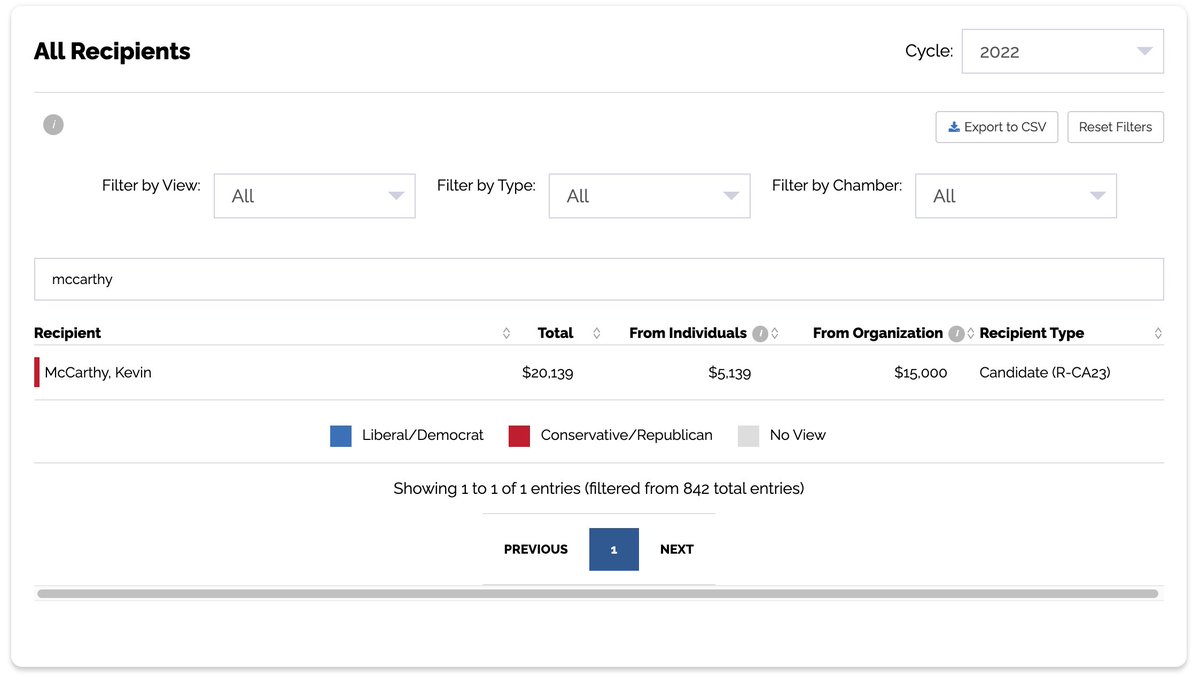 All Recipients
Cycle: 2022
i
Export to CSV Reset Filters
Filter by View: All Filter by Type: All Filter by Chamber: All
mccarthy
Recipient Total From Individuals i From Organization i Recipient Type
McCarthy, Kevin $20,139 $5,139 $15,000 Candidate (R-CA23)
Liberal/Democrat Conservative/Republican No View
Showing 1 to 1 of 1 entries (filtered from 842 total entries)
PREVIOUS 1 NEXT